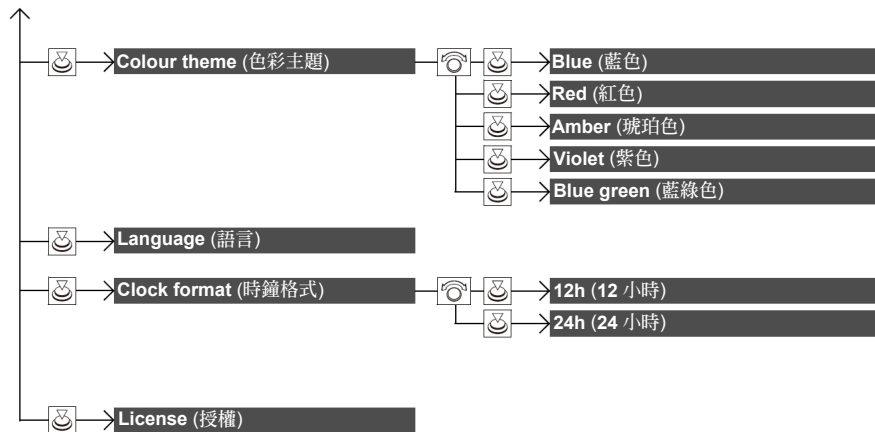 Colour theme (色彩主題)
Blue (藍色)
Red (紅色)
Amber (琥珀色)
Violet (紫色)
Blue green (藍綠色)
Language (語言)
Clock format (時鐘格式)
12h (12 小時)
24h (24 小時)
License (授權)